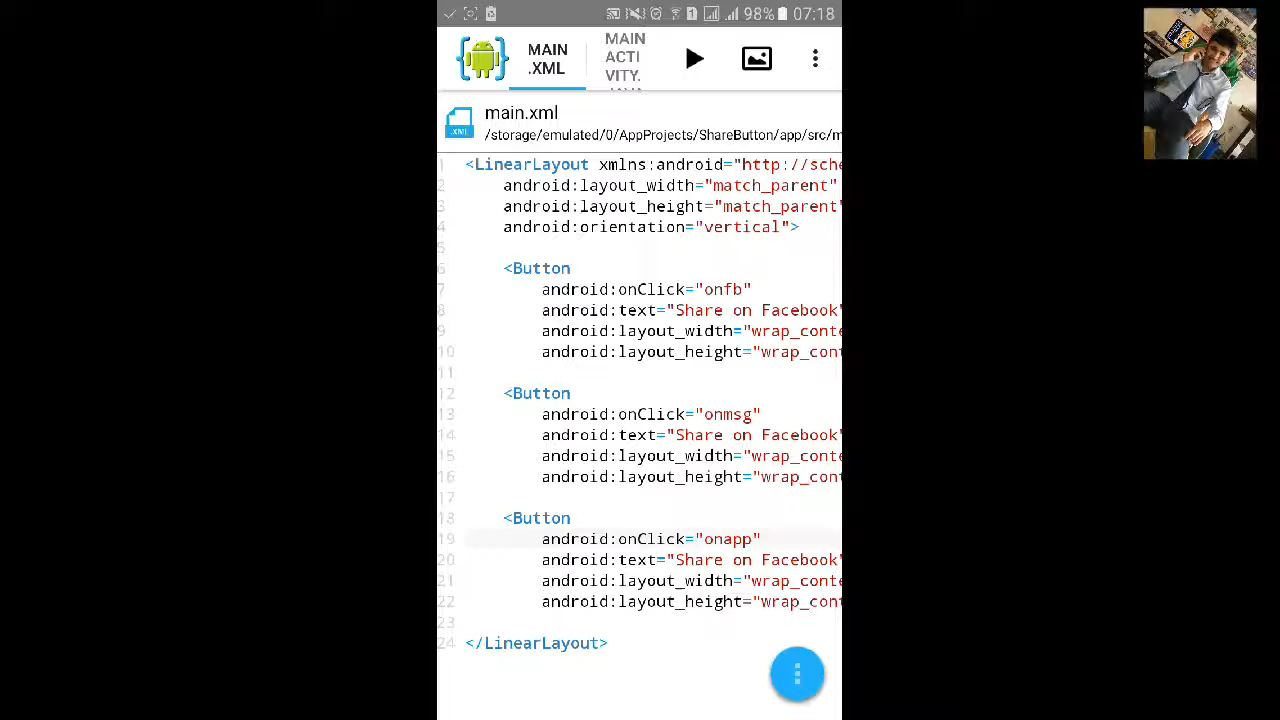 98% 07:18
MAIN
.XML
MAIN
ACTI
VITY.
main.xml
/storage/emulated/0/AppProjects/ShareButton/app/src/m
1 <LinearLayout xmlns:android="http://sche
2 android:layout_width="match_parent"
3 android:layout_height="match_parent"
4 android:orientation="vertical">
5
6 <Button
7 android:onClick="onfb"
8 android:text="Share on Facebook"
9 android:layout_width="wrap_conte
10 android:layout_height="wrap_cont
11
12 <Button
13 android:onClick="onmsg"
14 android:text="Share on Facebook"
15 android:layout_width="wrap_conte
16 android:layout_height="wrap_cont
17
18 <Button
19 android:onClick="onapp"
20 android:text="Share on Facebook"
21 android:layout_width="wrap_conte
22 android:layout_height="wrap_cont
23
24 </LinearLayout>